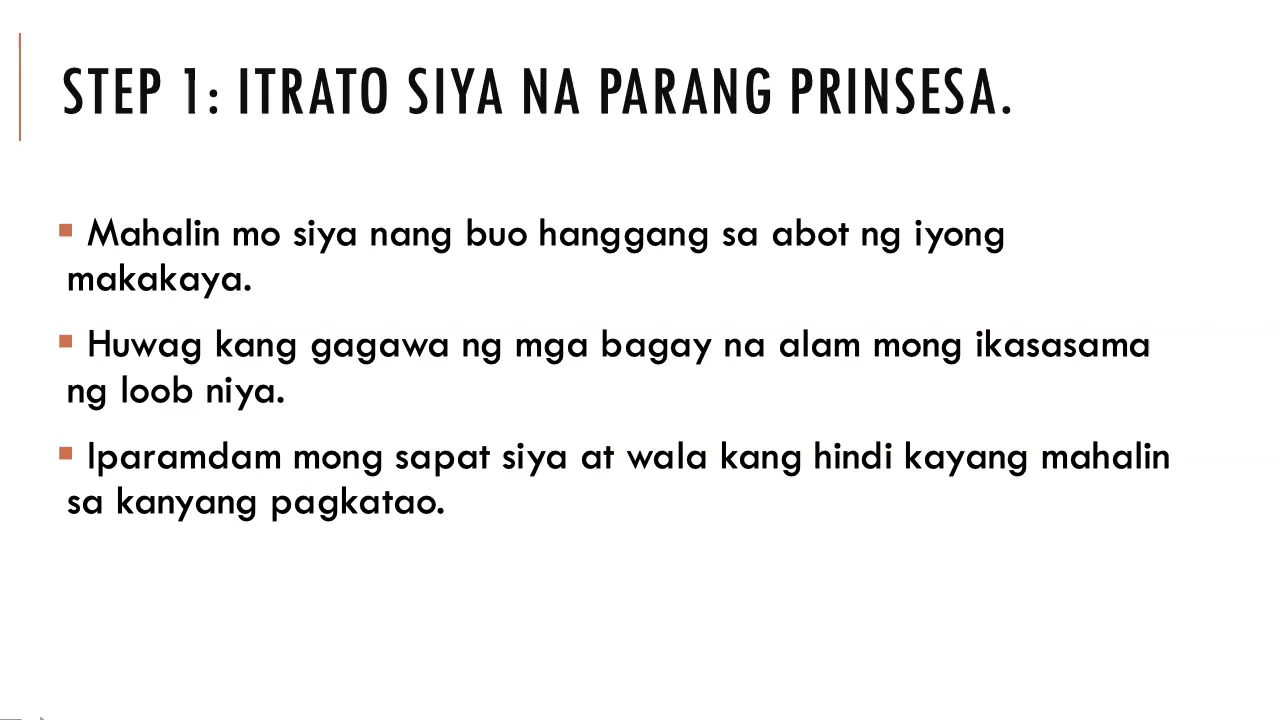 STEP 1: ITRATO SIYA NA PARANG PRINSESA.
Mahalin mo siya nang buo hanggang sa abot ng iyong
makakaya.
Huwag kang gagawa ng mga bagay na alam mong ikasasama
ng loob niya.
Iparamdam mong sapat siya at wala kang hindi kayang mahalin
sa kanyang pagkatao.